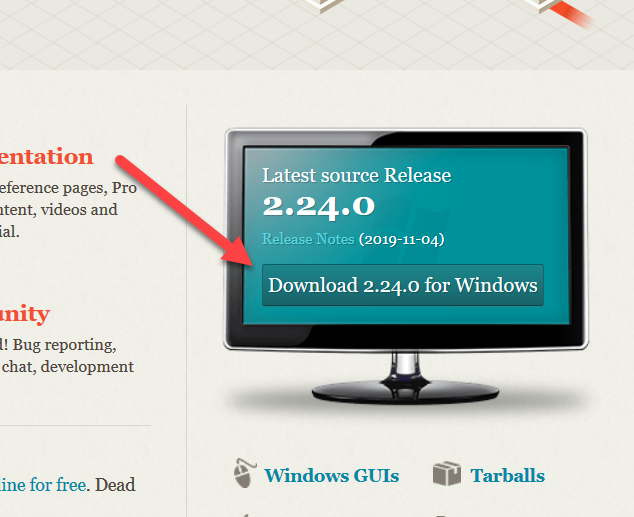 entation
eference pages, Pro
ntent, videos and
ial.
unity
d! Bug reporting,
chat, development
line for free. Dead
Latest source Release
2.24.0
Release Notes (2019-11-04)
Download 2.24.0 for Windows
Windows GUIs
Tarballs